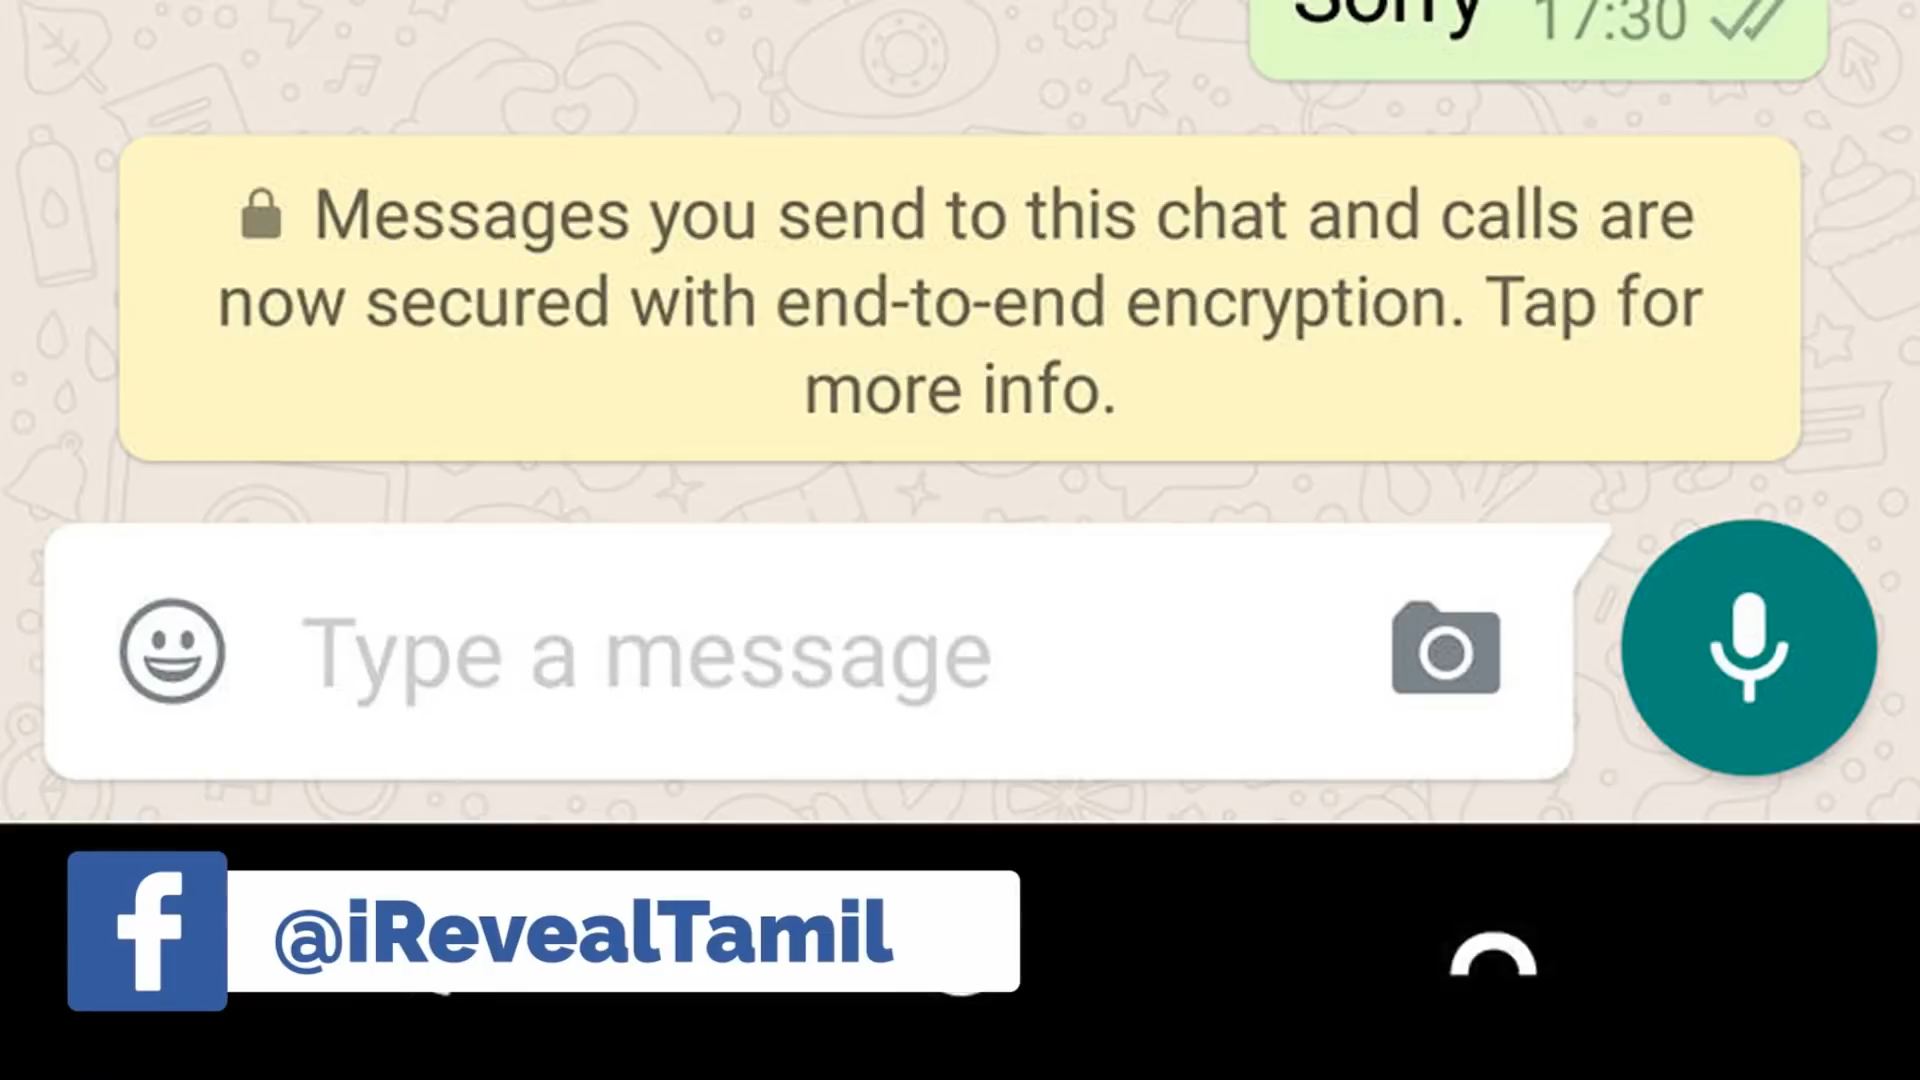 Sorry 17:30
Messages you send to this chat and calls are
now secured with end-to-end encryption. Tap for
more info.
Type a message
@iRevealTamil